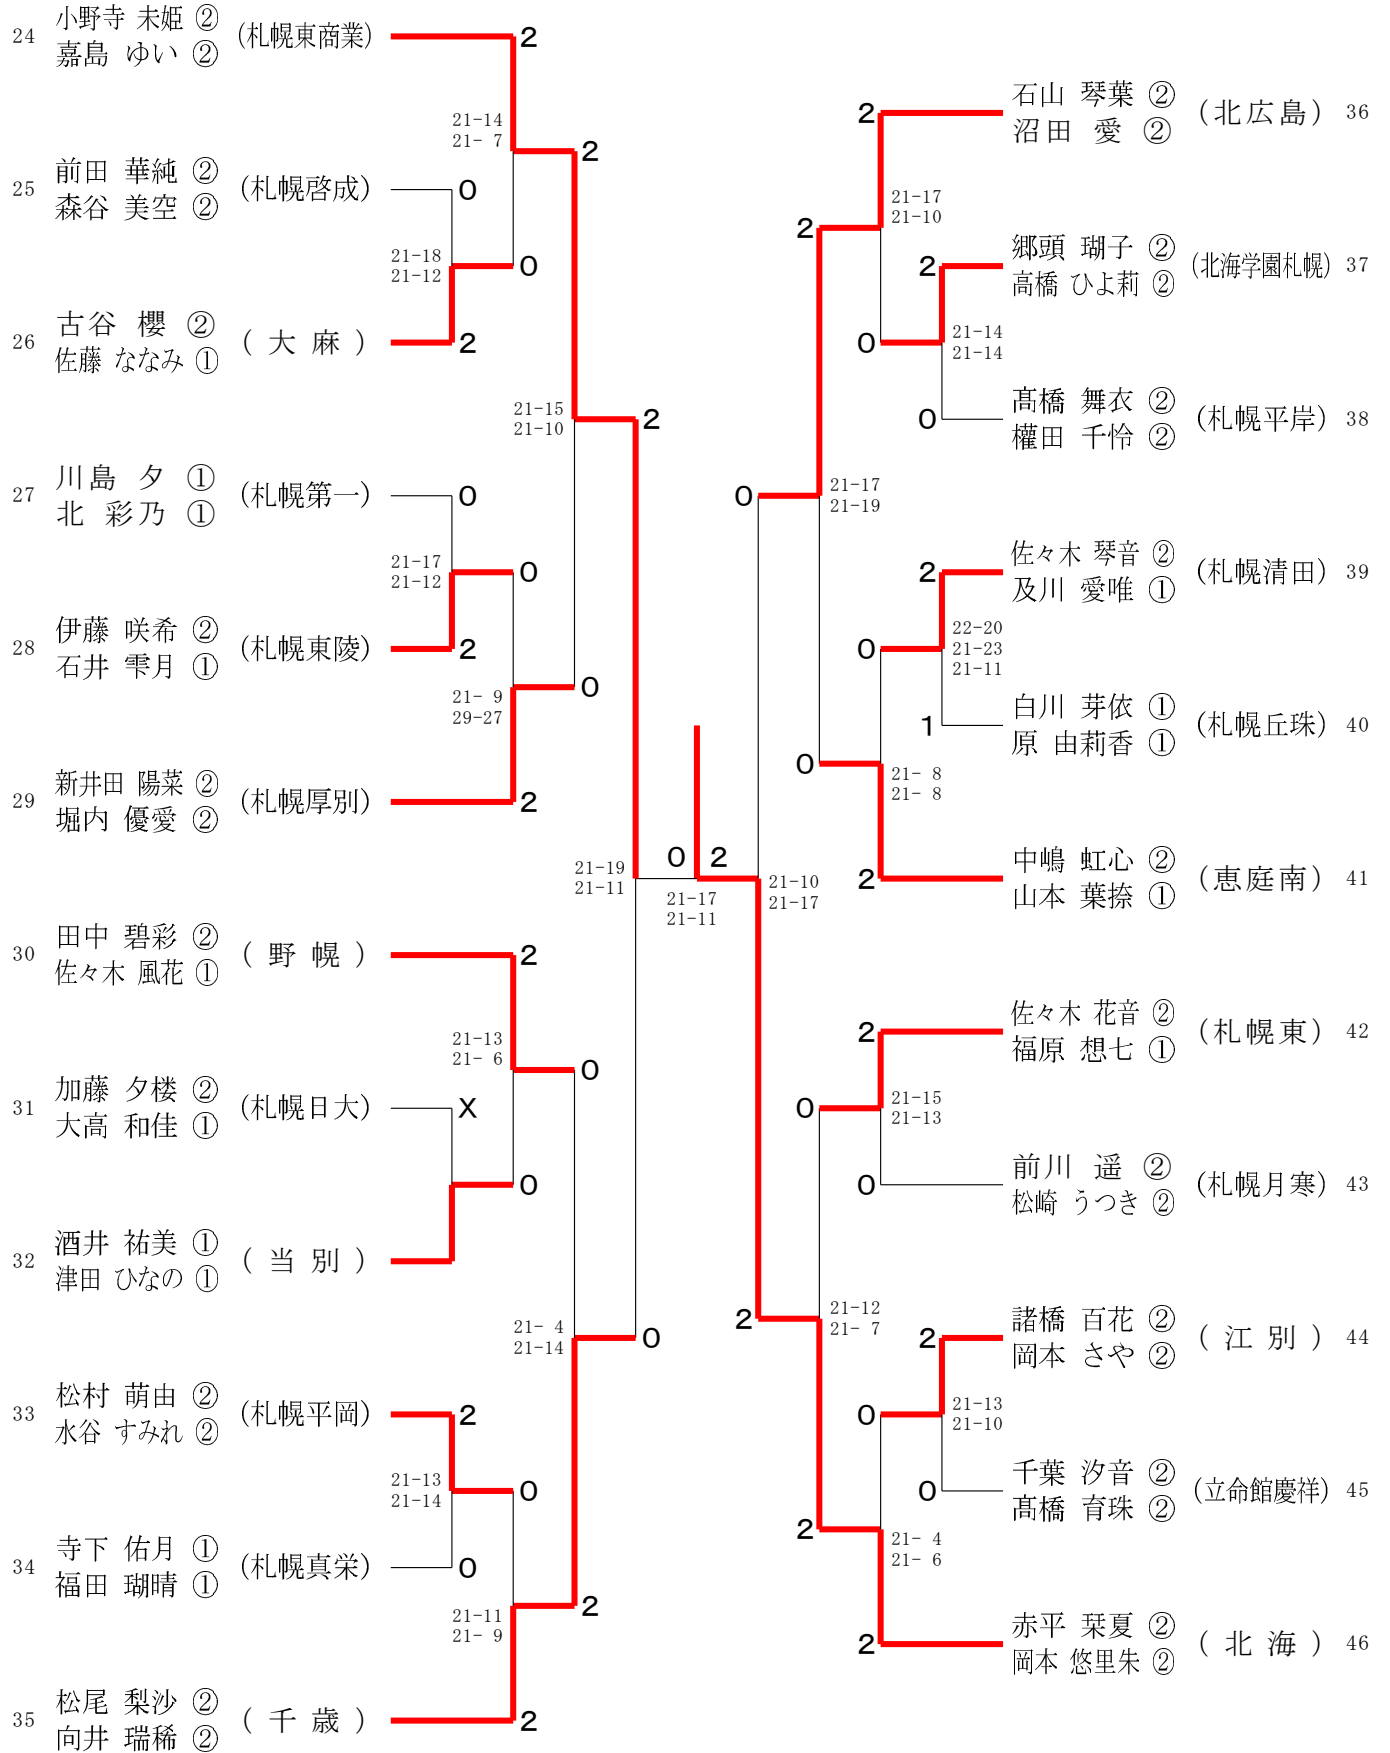 24 小野寺 未姫 ② (札幌東商業) 2
嘉島 ゆい ②
21-14
21- 7
2
25 前田 華純 ② (札幌啓成) 0
森谷 美空 ②
21-18
21-12
0
26 古谷 櫻 ② ( 大 麻 ) 2
佐藤 ななみ ①
21-15
21-10
2
27 川島 夕 ① (札幌第一) 0
北 彩乃 ①
21-17
21-12
0
28 伊藤 咲希 ② (札幌東陵) 2
石井 雫月 ①
21- 9
29-27
0
29 新井田 陽菜 ② (札幌厚別) 2
堀内 優愛 ②
21-19
21-11
30 田中 碧彩 ② ( 野 幌 ) 2
佐々木 風花 ①
21-13
21- 6
0
31 加藤 夕楼 ② (札幌日大) X
大高 和佳 ①
0
32 酒井 祐美 ① ( 当 別 )
津田 ひなの ①
21- 4
21-14
0
33 松村 萌由 ② (札幌平岡) 2
水谷 すみれ ②
21-13
21-14
0
34 寺下 佑月 ① (札幌真栄) 0
福田 瑚晴 ①
21-11
21- 9
2
35 松尾 梨沙 ② ( 千 歳 ) 2
向井 瑞稀 ②
0 2
21-17
21-11
2 石山 琴葉 ② (北広島) 36
沼田 愛 ②
21-17
21-10
2
2 郷頭 瑚子 ② (北海学園札幌) 37
高橋 ひよ莉 ②
0
21-14
21-14
0 髙橋 舞衣 ② (札幌平岸) 38
權田 千怜 ②
0
21-17
21-19
2 佐々木 琴音 ② (札幌清田) 39
及川 愛唯 ①
0
22-20
21-23
21-11
1 白川 芽依 ① (札幌丘珠) 40
原 由莉香 ①
0
21- 8
21- 8
2 中嶋 虹心 ② (恵庭南) 41
山本 葉捺 ①
21-10
21-17
2 佐々木 花音 ② (札幌東) 42
福原 想七 ①
0
21-15
21-13
0 前川 遥 ② (札幌月寒) 43
松崎 うつき ②
2
21-12
21- 7
2 諸橋 百花 ② ( 江 別 ) 44
岡本 さや ②
0
21-13
21-10
0 千葉 汐音 ② (立命館慶祥) 45
髙橋 育珠 ②
2
21- 4
21- 6
2 赤平 栞夏 ② ( 北 海 ) 46
岡本 悠里朱 ②